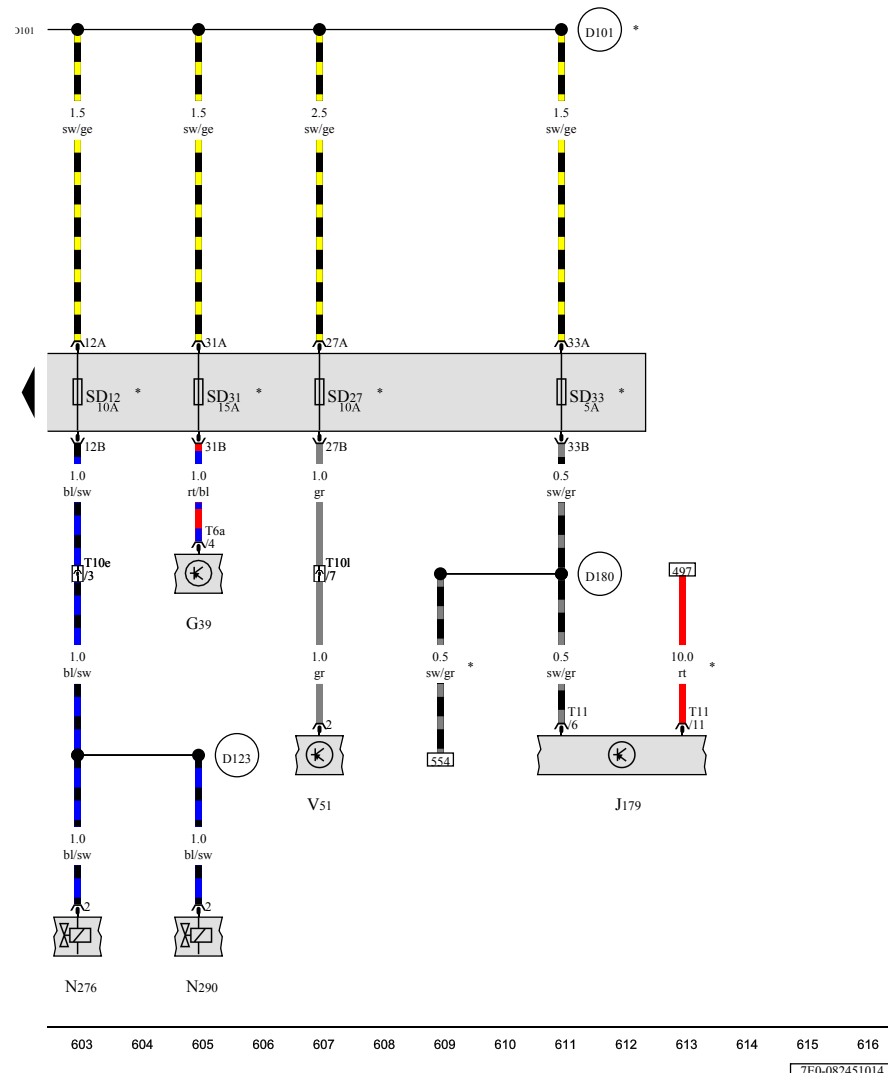 D101
D101 *
1.5 1.5 2.5 1.5
sw/ge sw/ge sw/ge sw/ge
12A 31A 27A 33A
SD12 * SD31 * SD27 * SD33 *
10A 15A 10A 5A
12B 31B 27B 33B
1.0 1.0 1.0 0.5
bl/sw rt/bl gr sw/gr
T6a
/4
T10e T10l
/3 /7
497
D180
G39
1.0 1.0 0.5 0.5 10.0
bl/sw gr sw/gr * sw/gr rt *
T11 T11
2 /6 /11
D123
554
V51 J179
1.0 1.0
bl/sw bl/sw
2 2
N276 N290
603 604 605 606 607 608 609 610 611 612 613 614 615 616
7E0-082451014